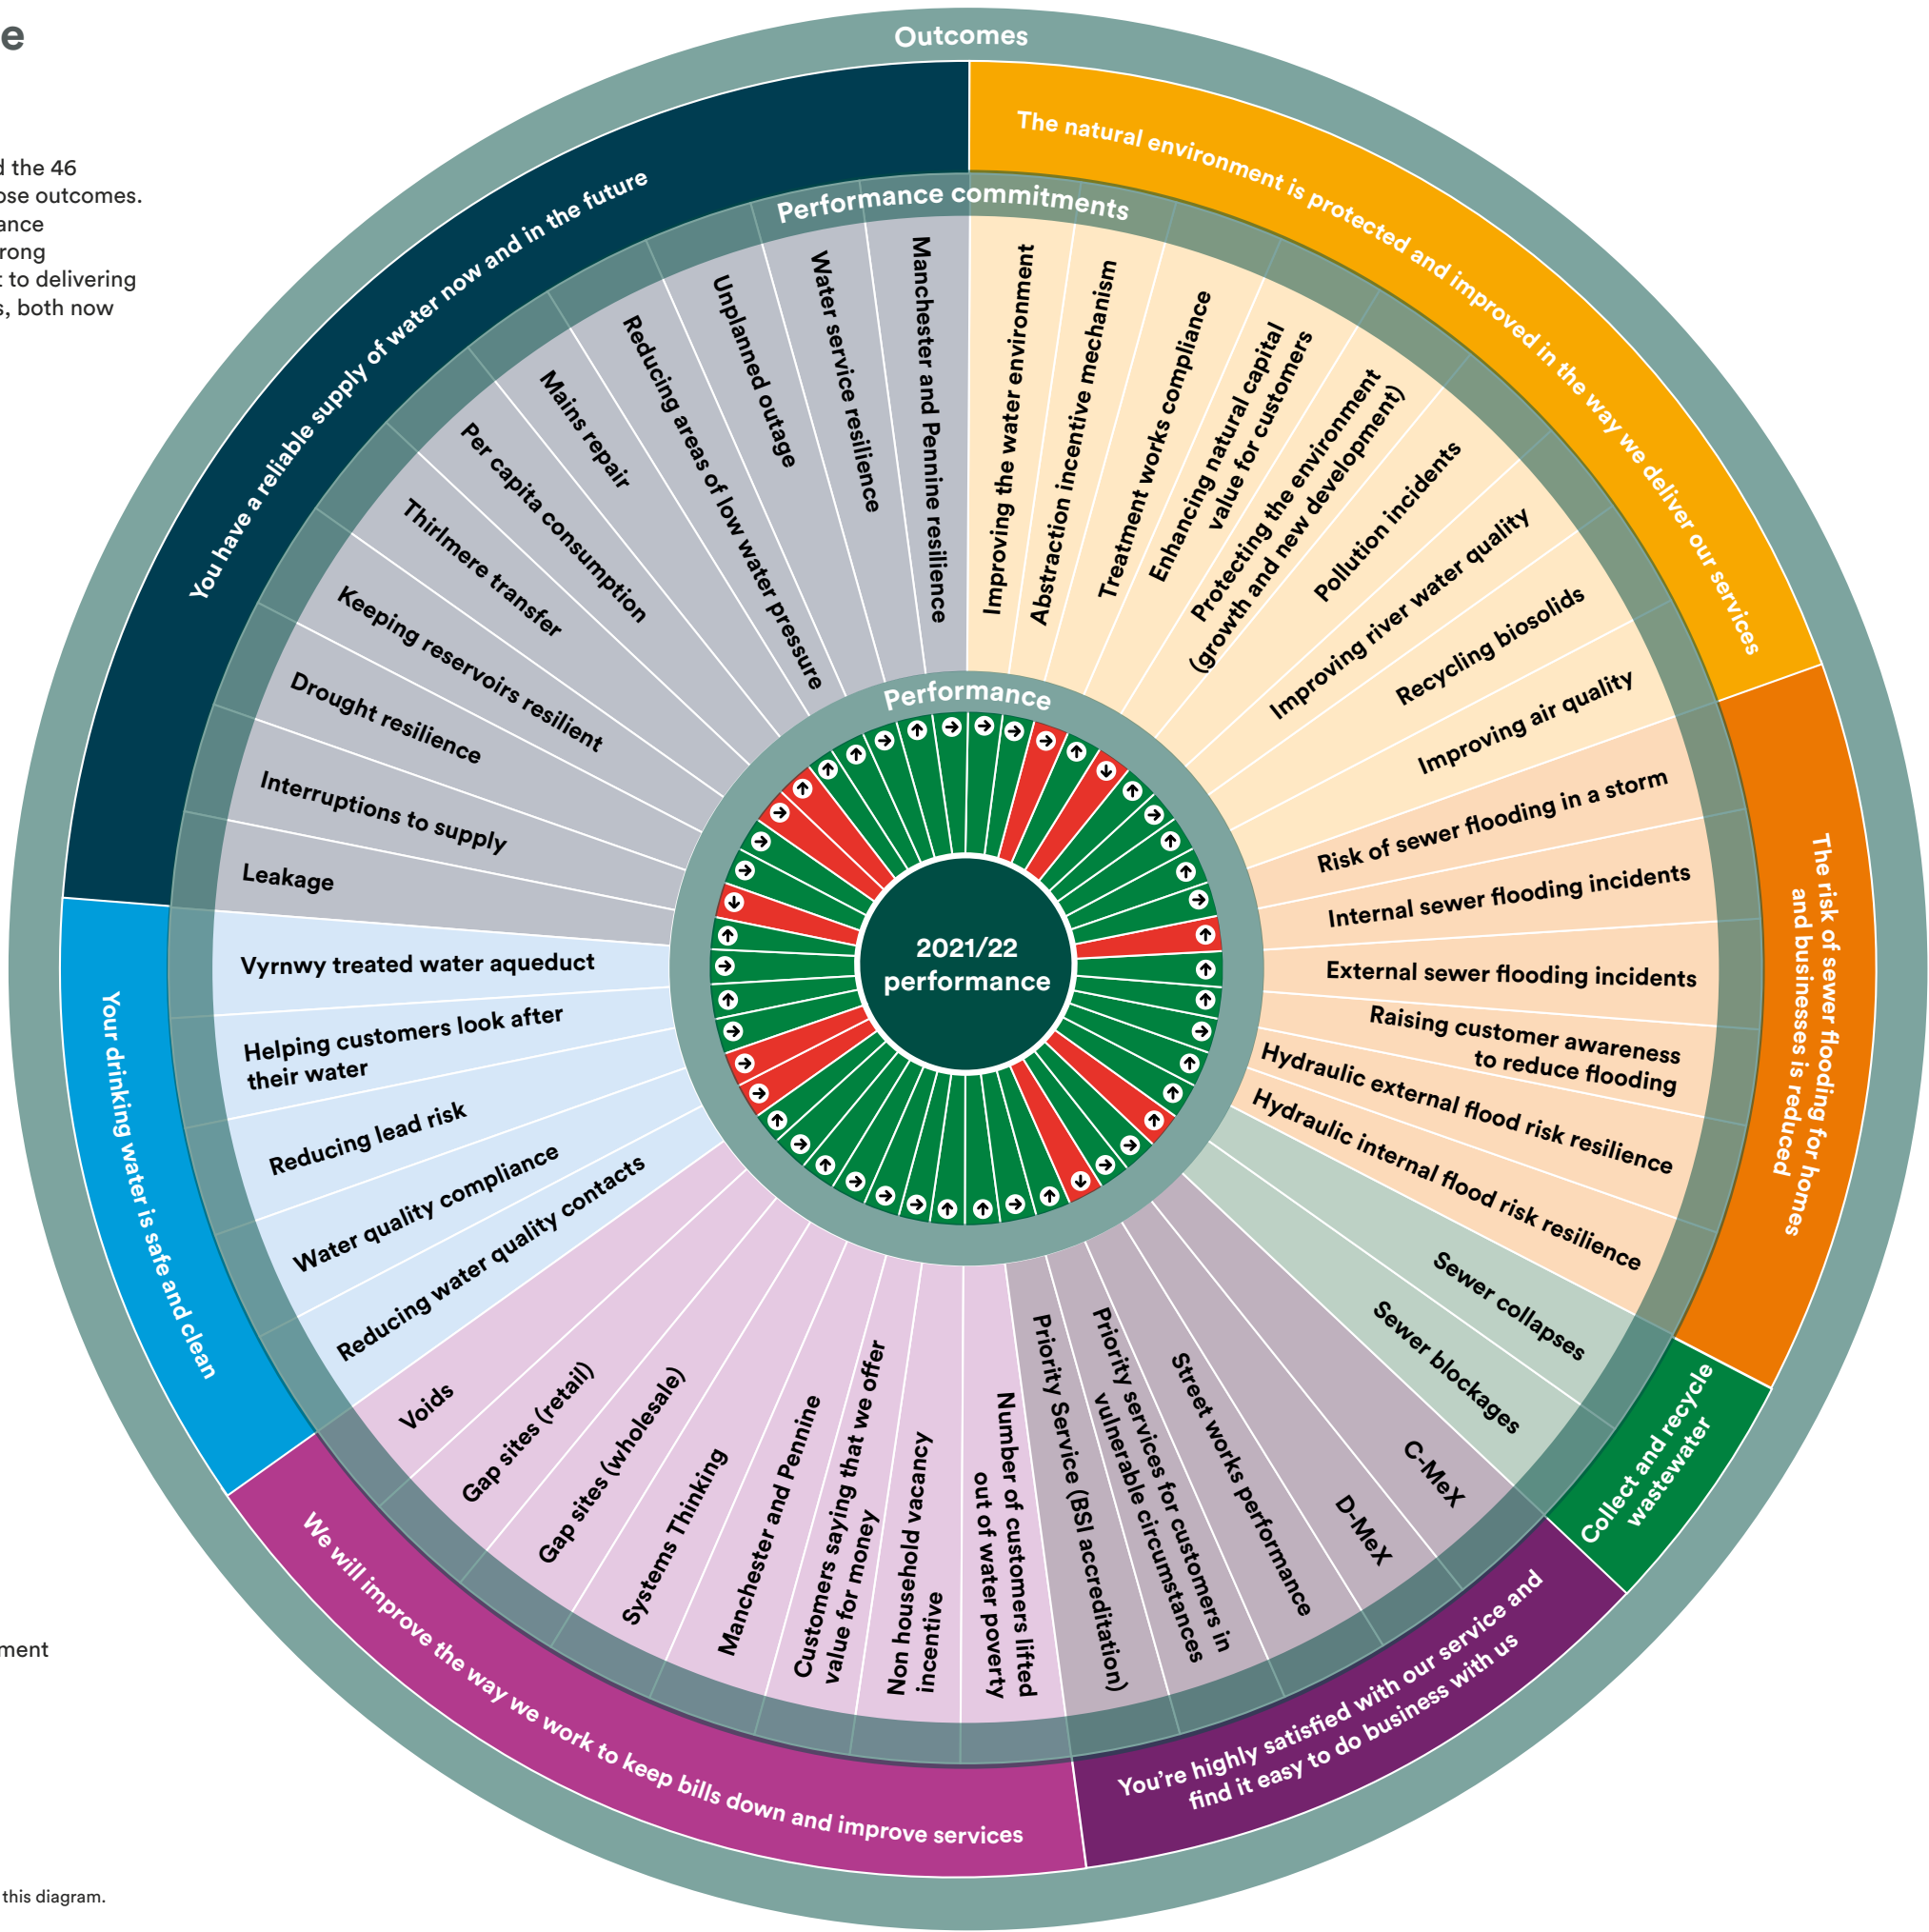 e
d the 46
ose outcomes.
ance
rong
t to delivering
s, both now
ment
this diagram.
Outcomes
The natural environment is protected and improved in the way we deliver our services
The risk of sewer flooding for homes
and businesses is reduced
Collect and recycle
wastewater
You're highly satisfied with our service and
find it easy to do business with us
We will improve the way we work to keep bills down and improve services
Your drinking water is safe and clean
You have a reliable supply of water now and in the future
Performance commitments
Improving the water environment
Abstraction incentive mechanism
Treatment works compliance
Enhancing natural capital
value for customers
Protecting the environment
(growth and new development)
Pollution incidents
Improving river water quality
Recycling biosolids
Improving air quality
Risk of sewer flooding in a storm
Internal sewer flooding incidents
External sewer flooding incidents
Raising customer awareness
to reduce flooding
Hydraulic external flood risk resilience
Hydraulic internal flood risk resilience
Sewer collapses
Sewer blockages
C-MeX
D-MeX
Street works performance
Priority services for customers in
vulnerable circumstances
Priority Service (BSI accreditation)
Number of customers lifted
out of water poverty
Non household vacancy
incentive
Customers saying that we offer
value for money
Manchester and Pennine
Systems Thinking
Gap sites (wholesale)
Gap sites (retail)
Voids
Reducing water quality contacts
Water quality compliance
Reducing lead risk
Helping customers look after
their water
Vyrnwy treated water aqueduct
Leakage
Interruptions to supply
Drought resilience
Keeping reservoirs resilient
Thirlmere transfer
Per capita consumption
Mains repair
Reducing areas of low water pressure
Unplanned outage
Water service resilience
Manchester and Pennine resilience
Performance
2021/22
performance